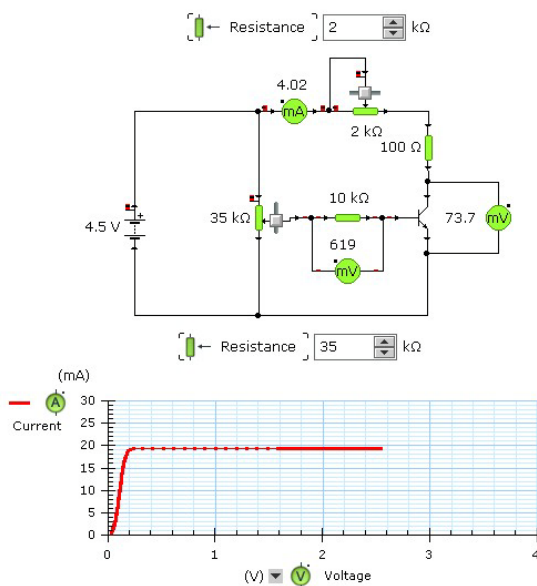 Resistance 2 kΩ
4.02
mA
2 kΩ
100 Ω
10 kΩ
35 kΩ
73.7 mV
4.5 V
+
619
mV
Resistance 35 kΩ
(mA)
A
Current
30
25
20
15
10
5
0
0 1 2 3 4
(V) V Voltage